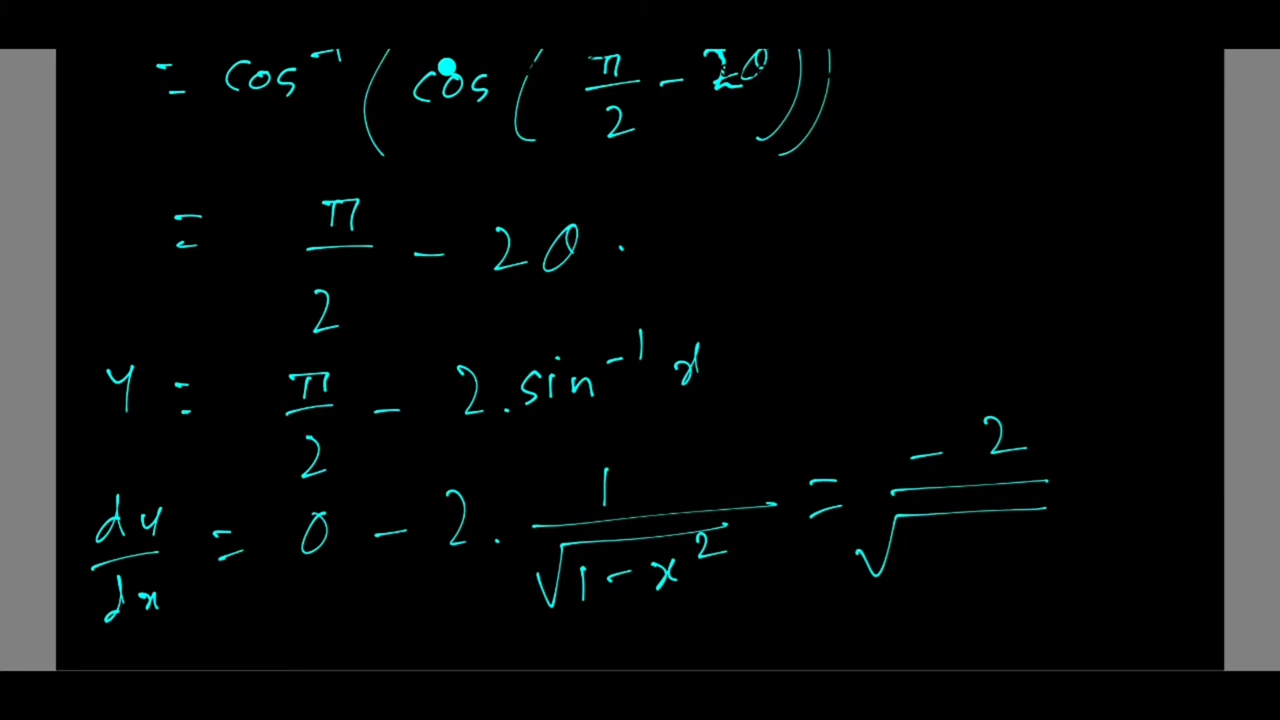 = cos⁻¹ ( cos ( π/2 - 2θ ) )
= π/2 - 2θ .
y = π/2 - 2 . sin⁻¹ x
dy/dx = 0 - 2 . 1/√(1-x²) = -2/√